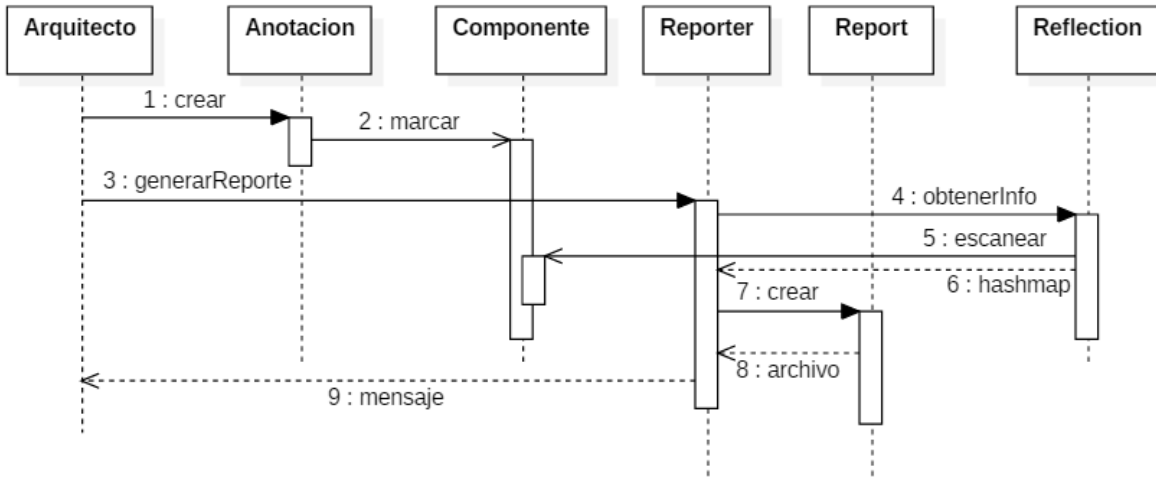 Arquitecto
Anotacion
Componente
Reporter
Report
Reflection
1 : crear
2 : marcar
3 : generarReporte
4 : obtenerInfo
5 : escanear
6 : hashmap
7 : crear
8 : archivo
9 : mensaje